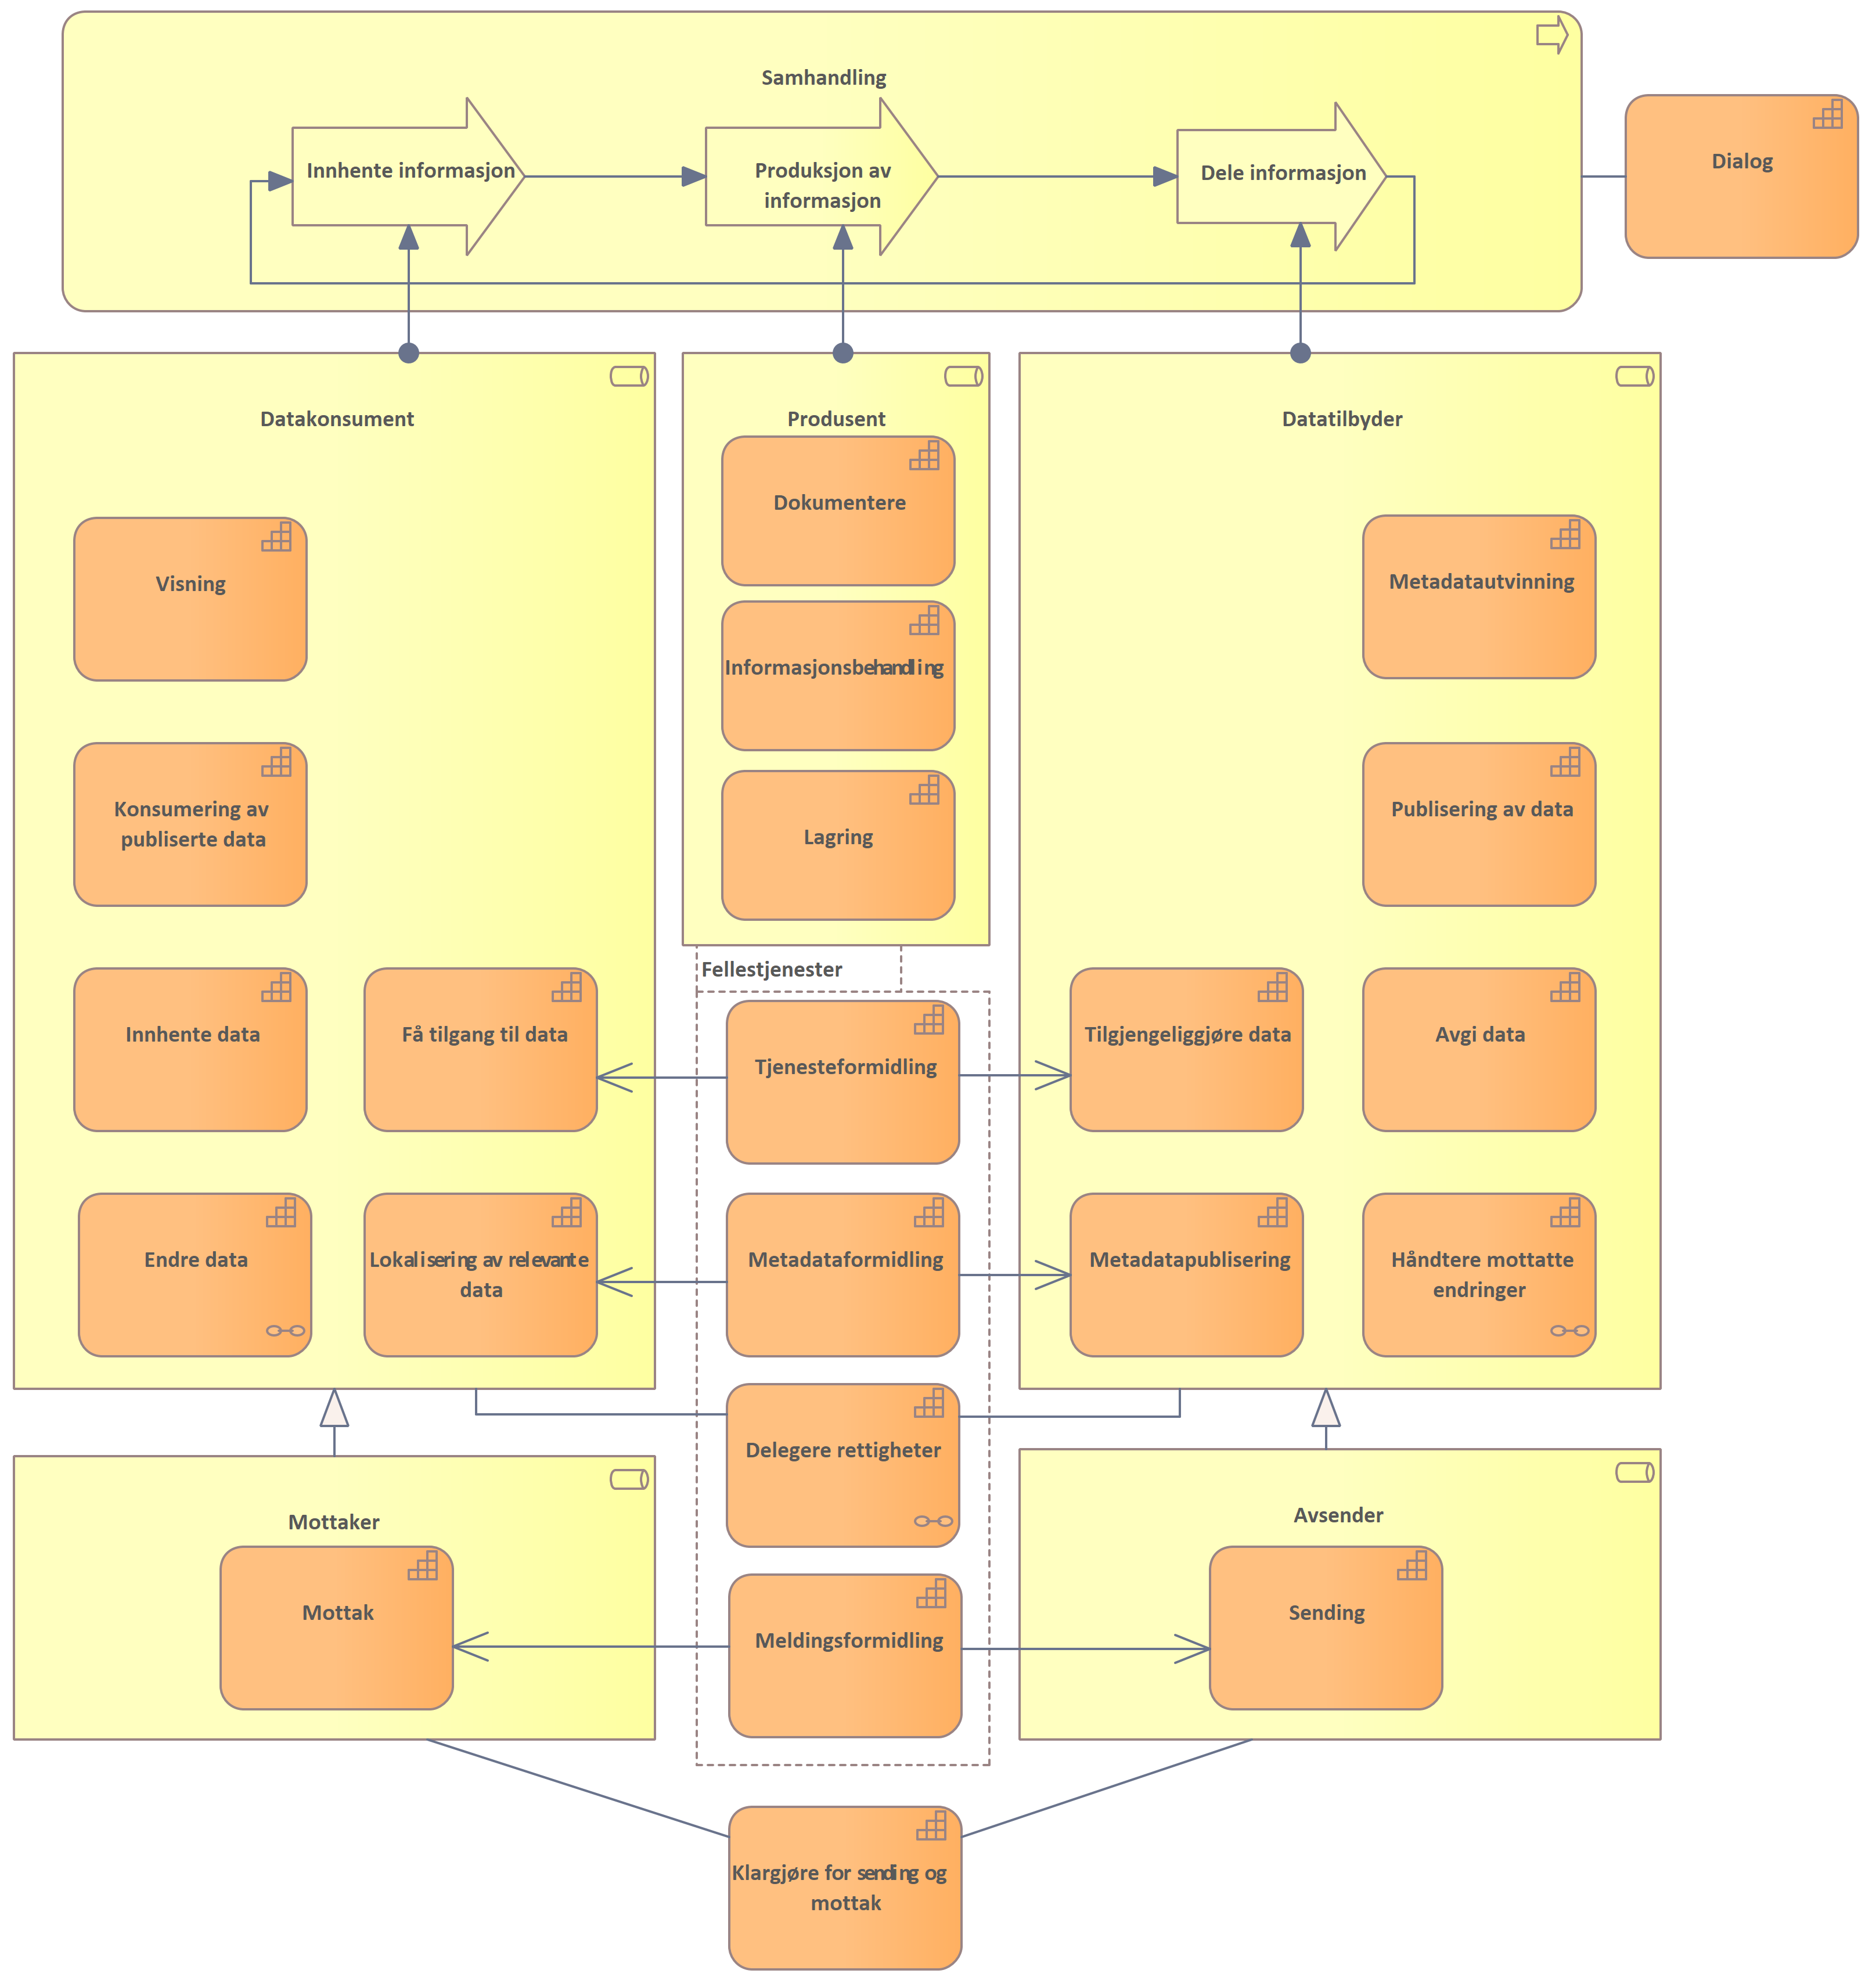 Samhandling
Innhente informasjon
Produksjon av
informasjon
Dele informasjon
Dialog
Datakonsument
Visning
Konsumering av
publiserte data
Innhente data
Få tilgang til data
Endre data
Lokalisering av relevante
data
Produsent
Dokumentere
Informasjonsbehandling
Lagring
Fellestjenester
Tjenesteformidling
Metadataformidling
Delegere rettigheter
Meldingsformidling
Datatilbyder
Metadatautvinning
Publisering av data
Tilgjengeliggjøre data
Avgi data
Metadatapublisering
Håndtere mottatte
endringer
Mottaker
Mottak
Avsender
Sending
Klargjøre for sending og
mottak